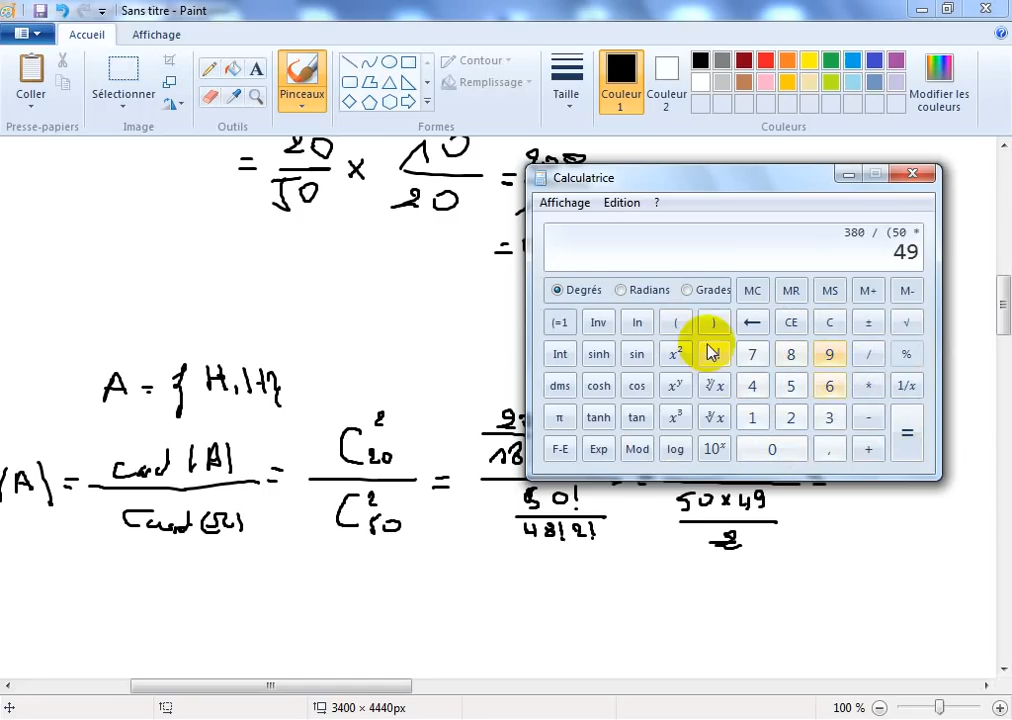 Sans titre - Paint
Accueil Affichage
Coller Sélectionner A Pinceaux Contour Remplissage Taille Couleur 1 Couleur 2 Modifier les couleurs
Presse-papiers Image Outils Formes Couleurs
= 20/50 × 10/20 =
=
Calculatrice
Affichage Edition ?
380 / (50 *
49
Degrés Radians Grades MC MR MS M+ M-
(=1 Inv ln ( ) ← CE C ± √
Int sinh sin x² 7 8 9 / %
dms cosh cos xʸ ʸ√x 4 5 6 * 1/x
π tanh tan x³ ³√x 1 2 3 - =
F-E Exp Mod log 10ˣ 0 , +
A = { H, H }
(A) = Card (A) / Card (Ω) = C²₂₀ / C²₅₀ =
50! / 48! 2!
50 × 49 / 2
3400 × 4440px 100 %